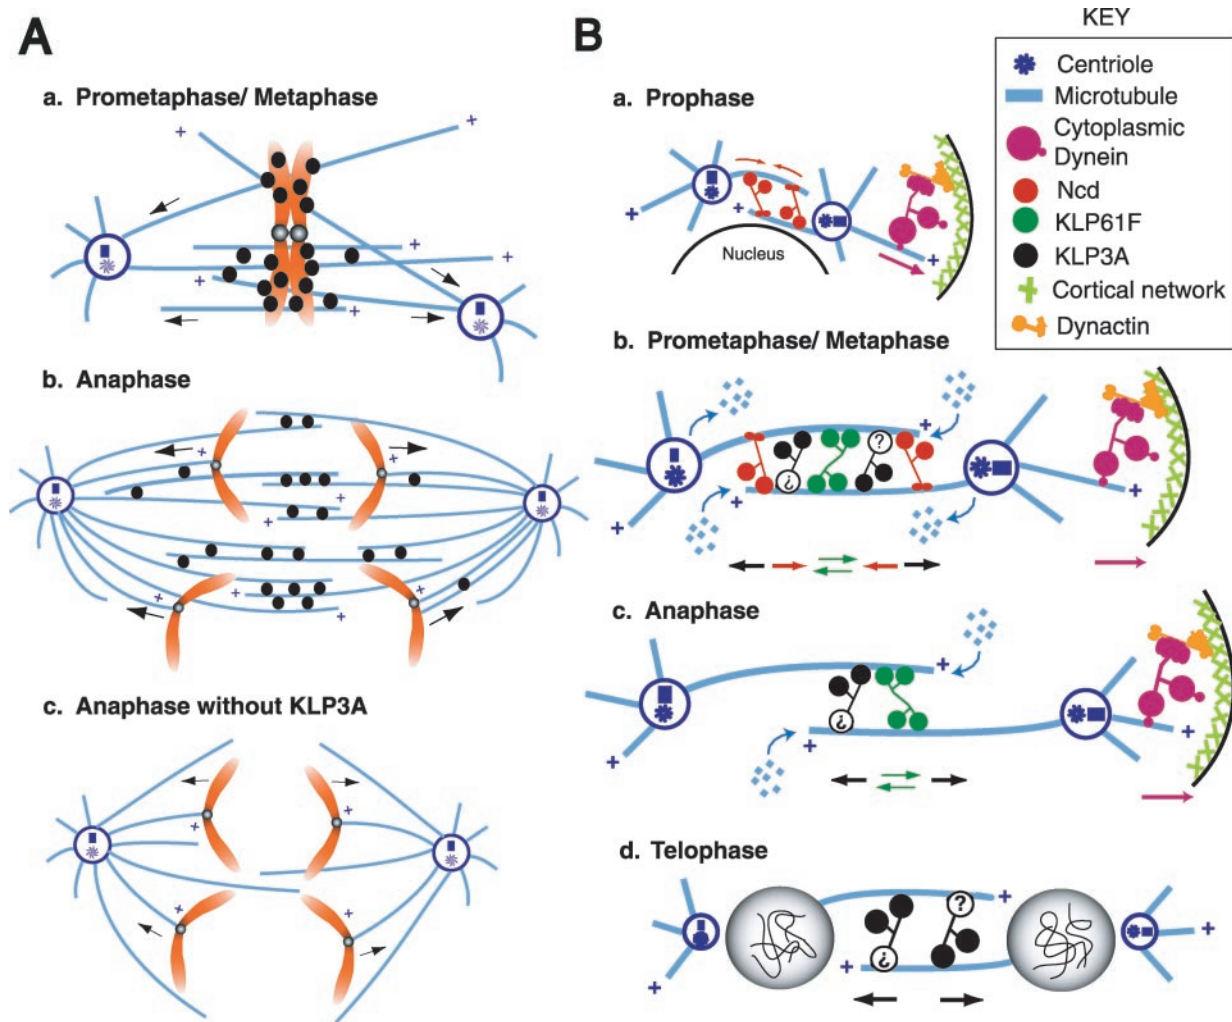 A
a. Prometaphase/ Metaphase
+
+
+
+
+
b. Anaphase
+
+
+
+
+
+
+
c. Anaphase without KLP3A
+
+
+
+
B
KEY
Centriole
Microtubule
Cytoplasmic
Dynein
Ncd
KLP61F
KLP3A
Cortical network
Dynactin
a. Prophase
+
+
+
Nucleus
b. Prometaphase/ Metaphase
+
?
¿
+
+
+
c. Anaphase
+
¿
+
+
+
d. Telophase
?
+
+
¿
+
+